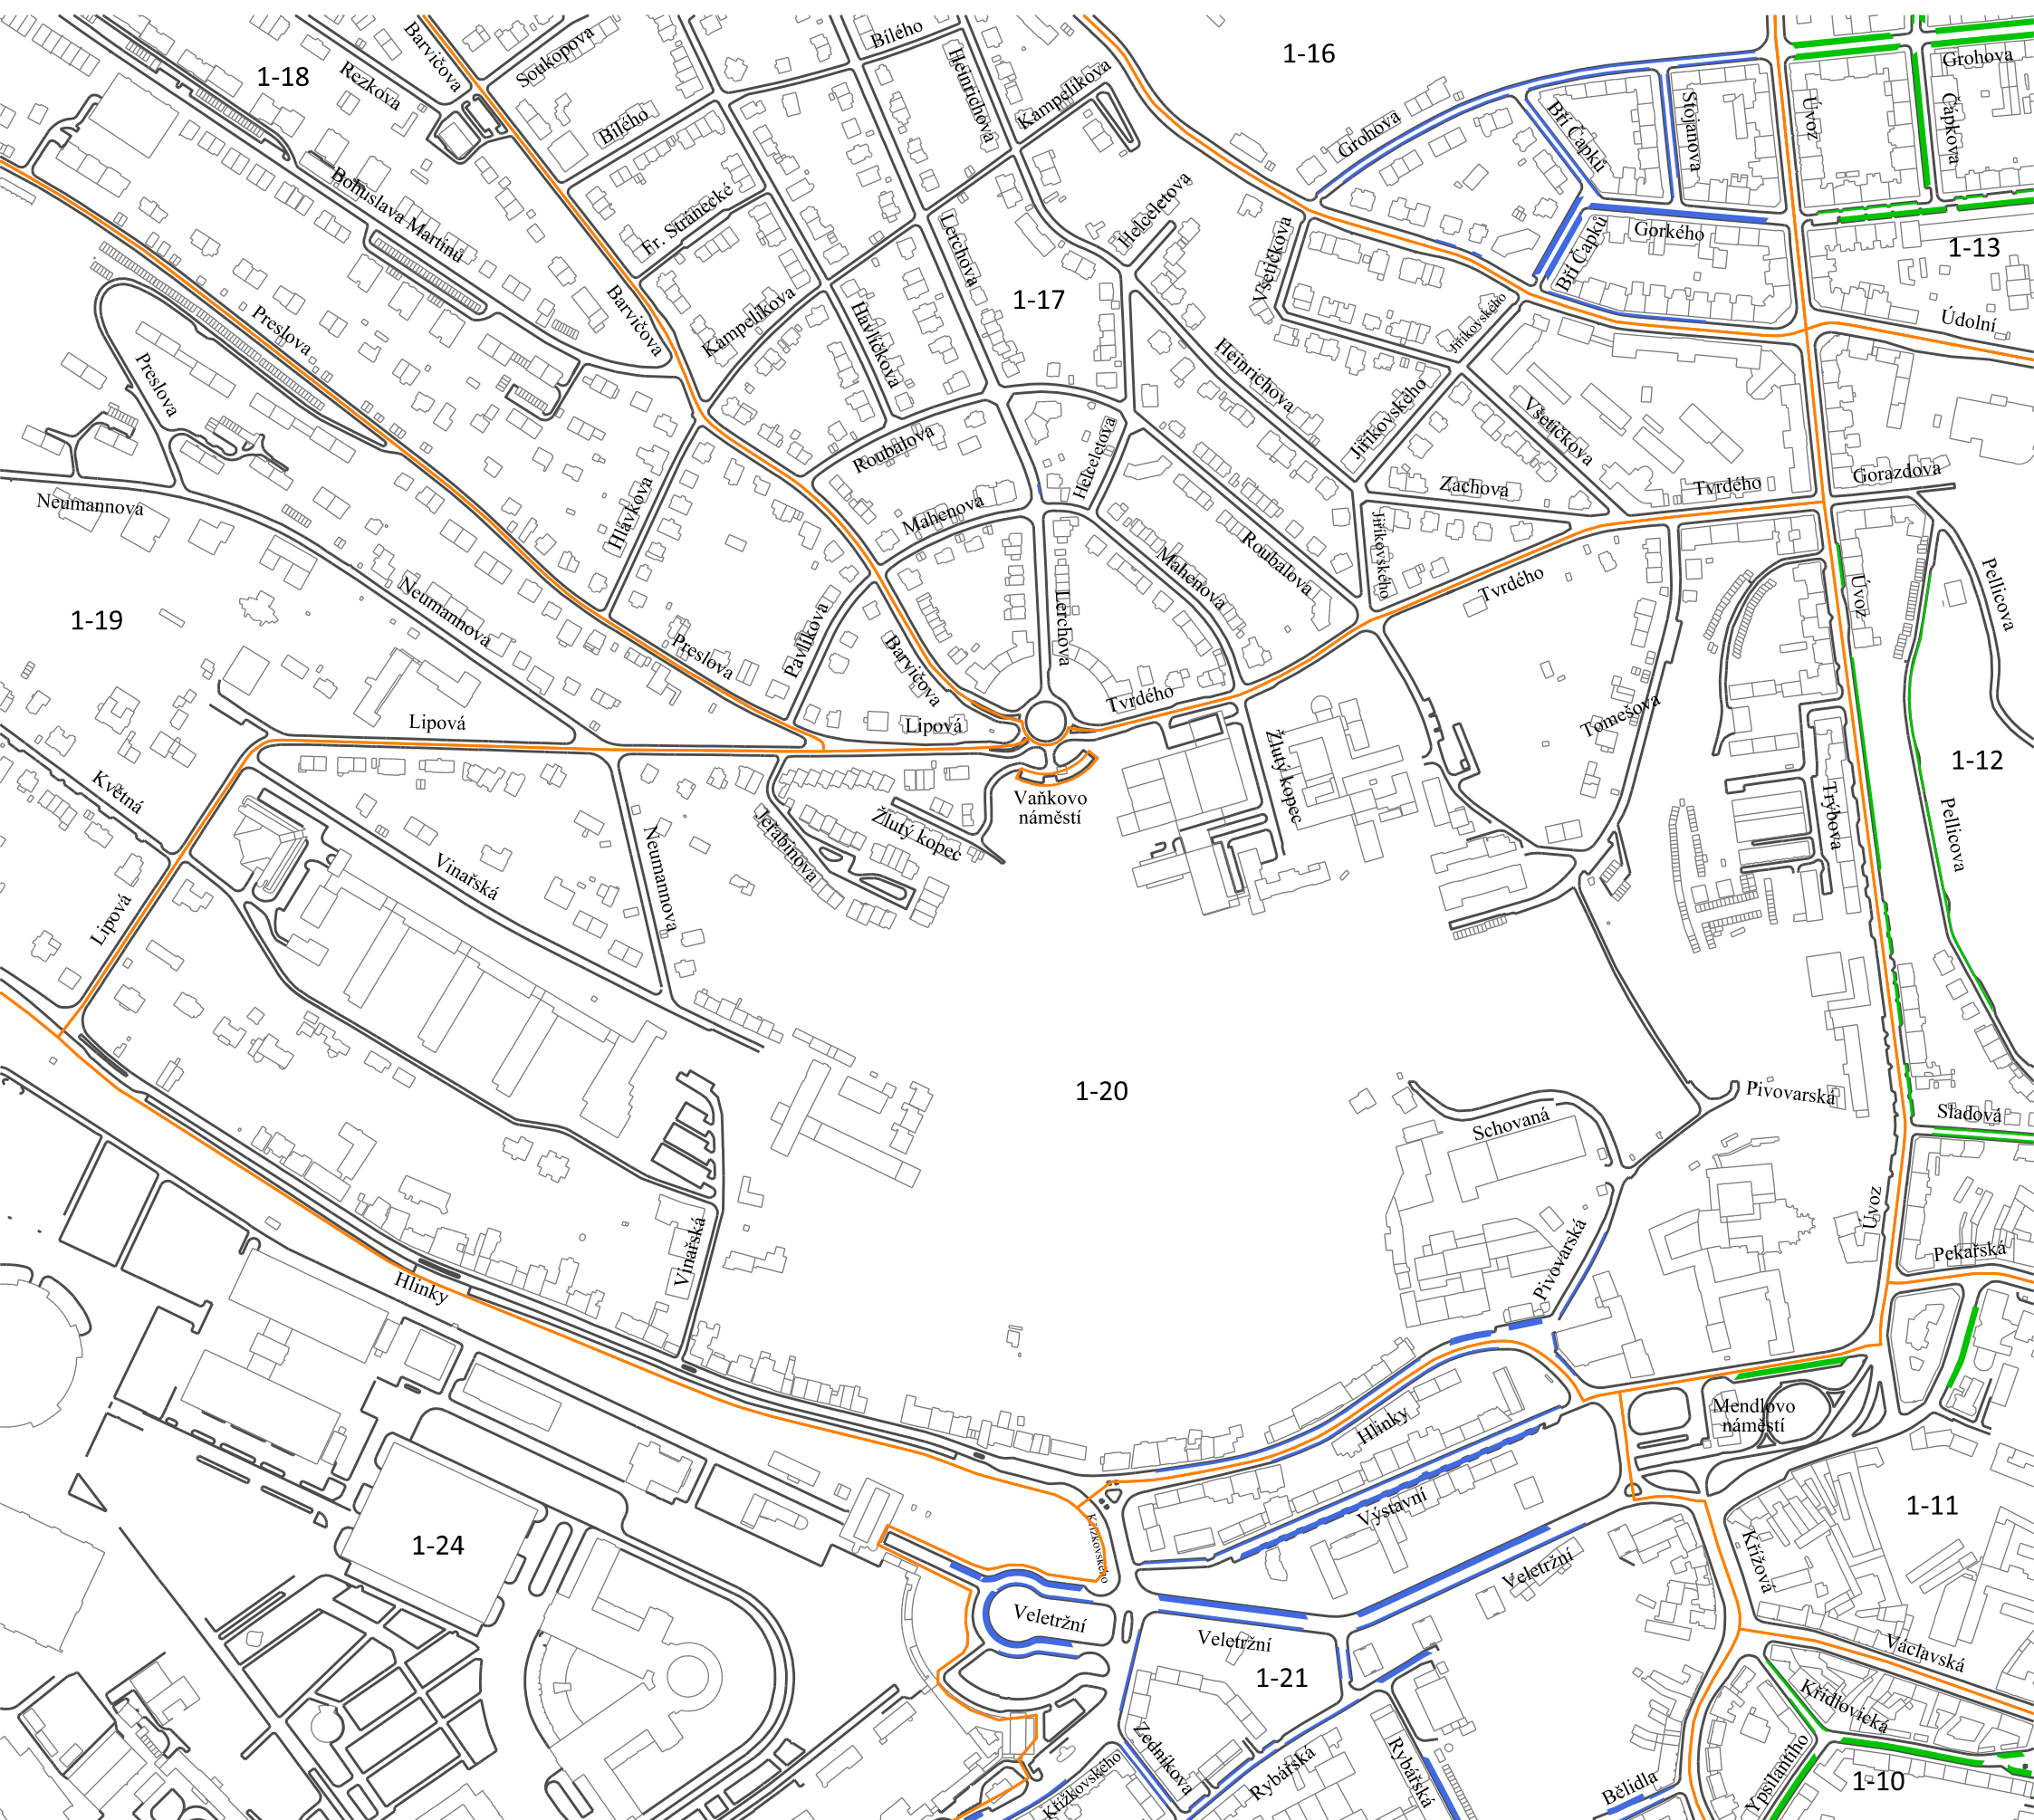 Barvičova
Soukopova
Bílého
Heinrichova
1-16
Grohova
1-18
Rezkova
Kampelíkova
Stojanova
Úvoz
Čapkova
Bílého
Grohova
Bří Čapků
Bohuslava Martinů
Fr. Stránecké
Helceletova
Lerchova
Všetičkova
Bří Čapků
Gorkého
1-13
1-17
Preslova
Barvičova
Kampelíkova
Havlíčkova
Jiříkovského
Údolní
Preslova
Heinrichova
Jiříkovského
Všetičkova
Roubalova
Helceletova
Neumannova
Hlávkova
Mahenova
Zachova
Tvrdého
Gorazdova
Jiříkovského
Roubalova
Mahenova
Tvrdého
Úvoz
Pellicova
1-19
Neumannova
Lerchova
Pavlíkova
Preslova
Barvičova
Tvrdého
Tomešova
Lipová
Lipová
Žlutý kopec
1-12
Květná
Vaňkovo
náměstí
Trýbova
Pellicova
Jeřabinova
Žlutý kopec
Vinařská
Neumannova
Lipová
1-20
Pivovarská
Schovaná
Sladová
Úvoz
Vinařská
Pivovarská
Pekařská
Hlinky
Hlinky
Mendlovo
náměstí
Výstavní
1-11
1-24
Křížkovského
Křížová
Veletržní
Veletržní
Veletržní
1-21
Václavská
Křídlovická
Zedníkova
Křížkovského
Rybářská
Rybářská
Ypsilantiho
1-10
Bělidla